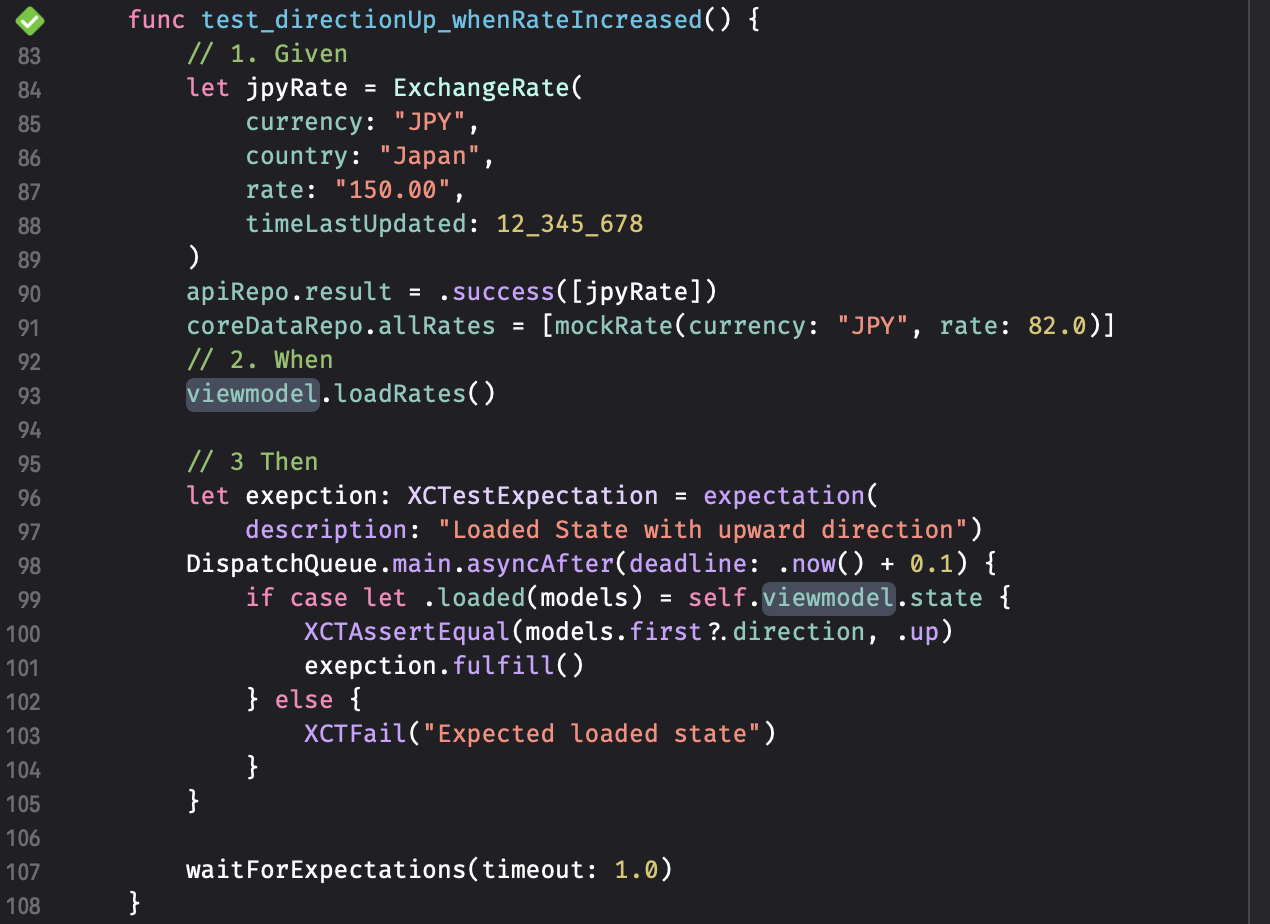 func test_directionUp_whenRateIncreased() {
83 // 1. Given
84 let jpyRate = ExchangeRate(
85 currency: "JPY",
86 country: "Japan",
87 rate: "150.00",
88 timeLastUpdated: 12_345_678
89 )
90 apiRepo.result = .success([jpyRate])
91 coreDataRepo.allRates = [mockRate(currency: "JPY", rate: 82.0)]
92 // 2. When
93 viewmodel.loadRates()
94
95 // 3 Then
96 let exepction: XCTestExpectation = expectation(
97 description: "Loaded State with upward direction")
98 DispatchQueue.main.asyncAfter(deadline: .now() + 0.1) {
99 if case let .loaded(models) = self.viewmodel.state {
100 XCTAssertEqual(models.first?.direction, .up)
101 exepction.fulfill()
102 } else {
103 XCTFail("Expected loaded state")
104 }
105 }
106
107 waitForExpectations(timeout: 1.0)
108 }